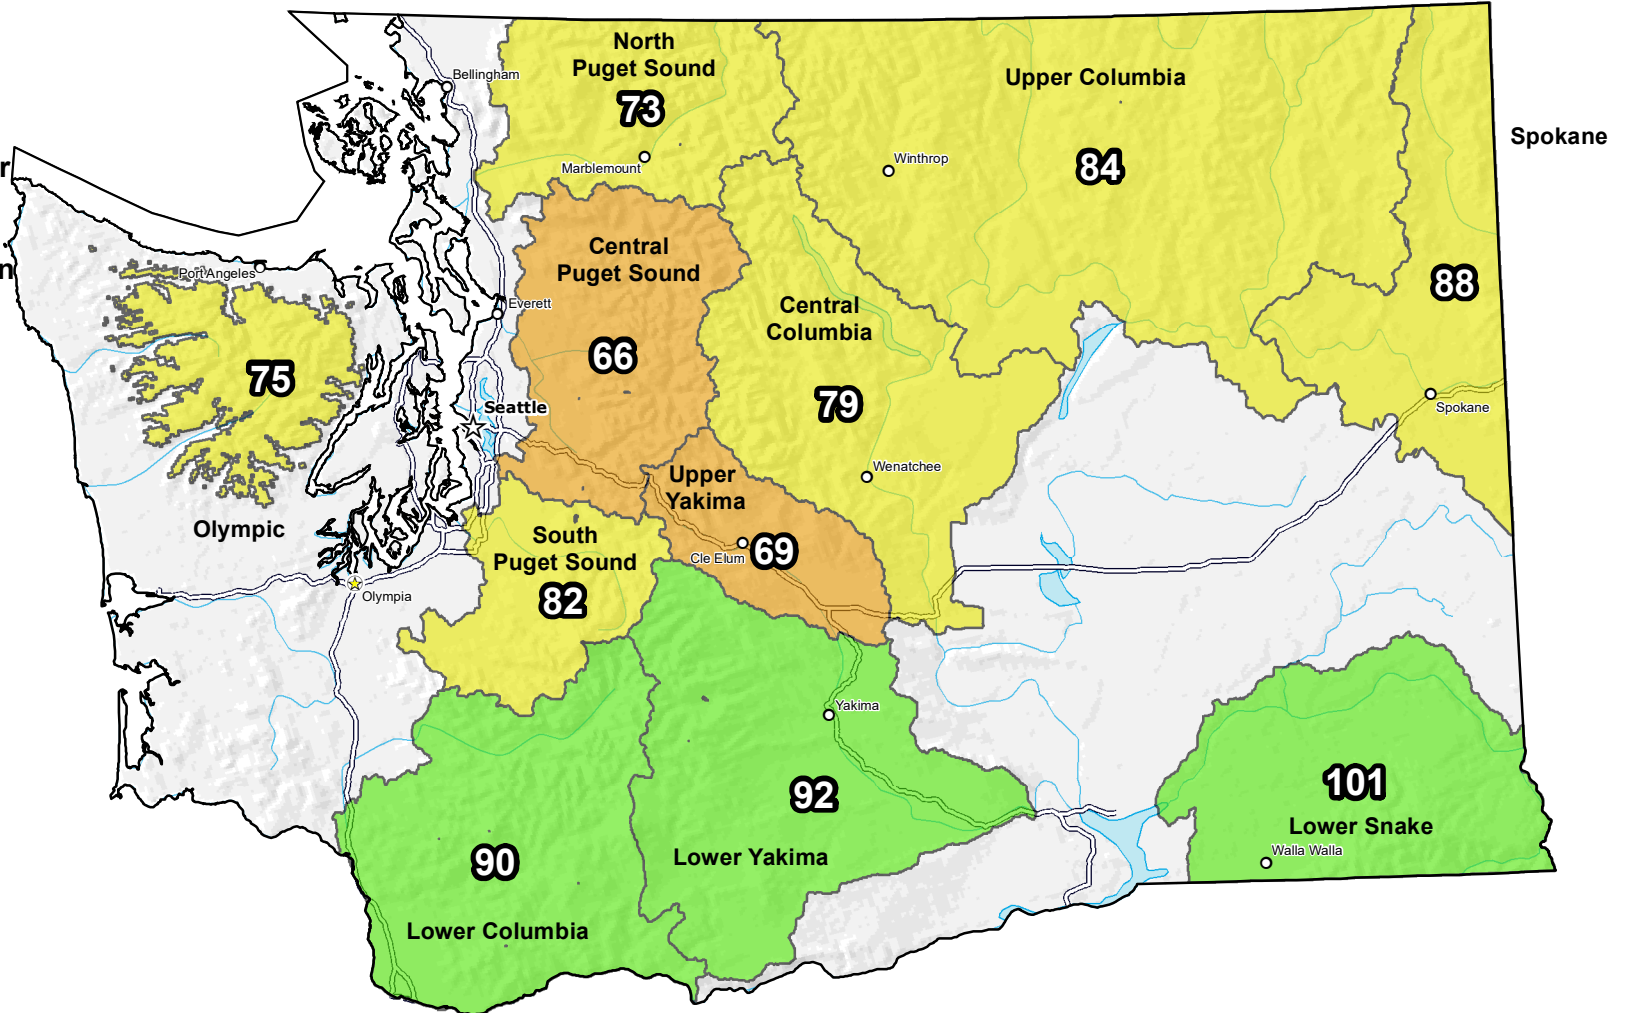 North
Puget Sound
73
Bellingham
Marblemount
Upper Columbia
84
Winthrop
Spokane
r
n
88
Port Angeles
Central
Puget Sound
66
Everett
Central
Columbia
79
75
Seattle
Spokane
Wenatchee
Upper
Yakima
69
Cle Elum
Olympic
South
Puget Sound
82
Olympia
Yakima
92
Lower Yakima
101
Lower Snake
Walla Walla
90
Lower Columbia